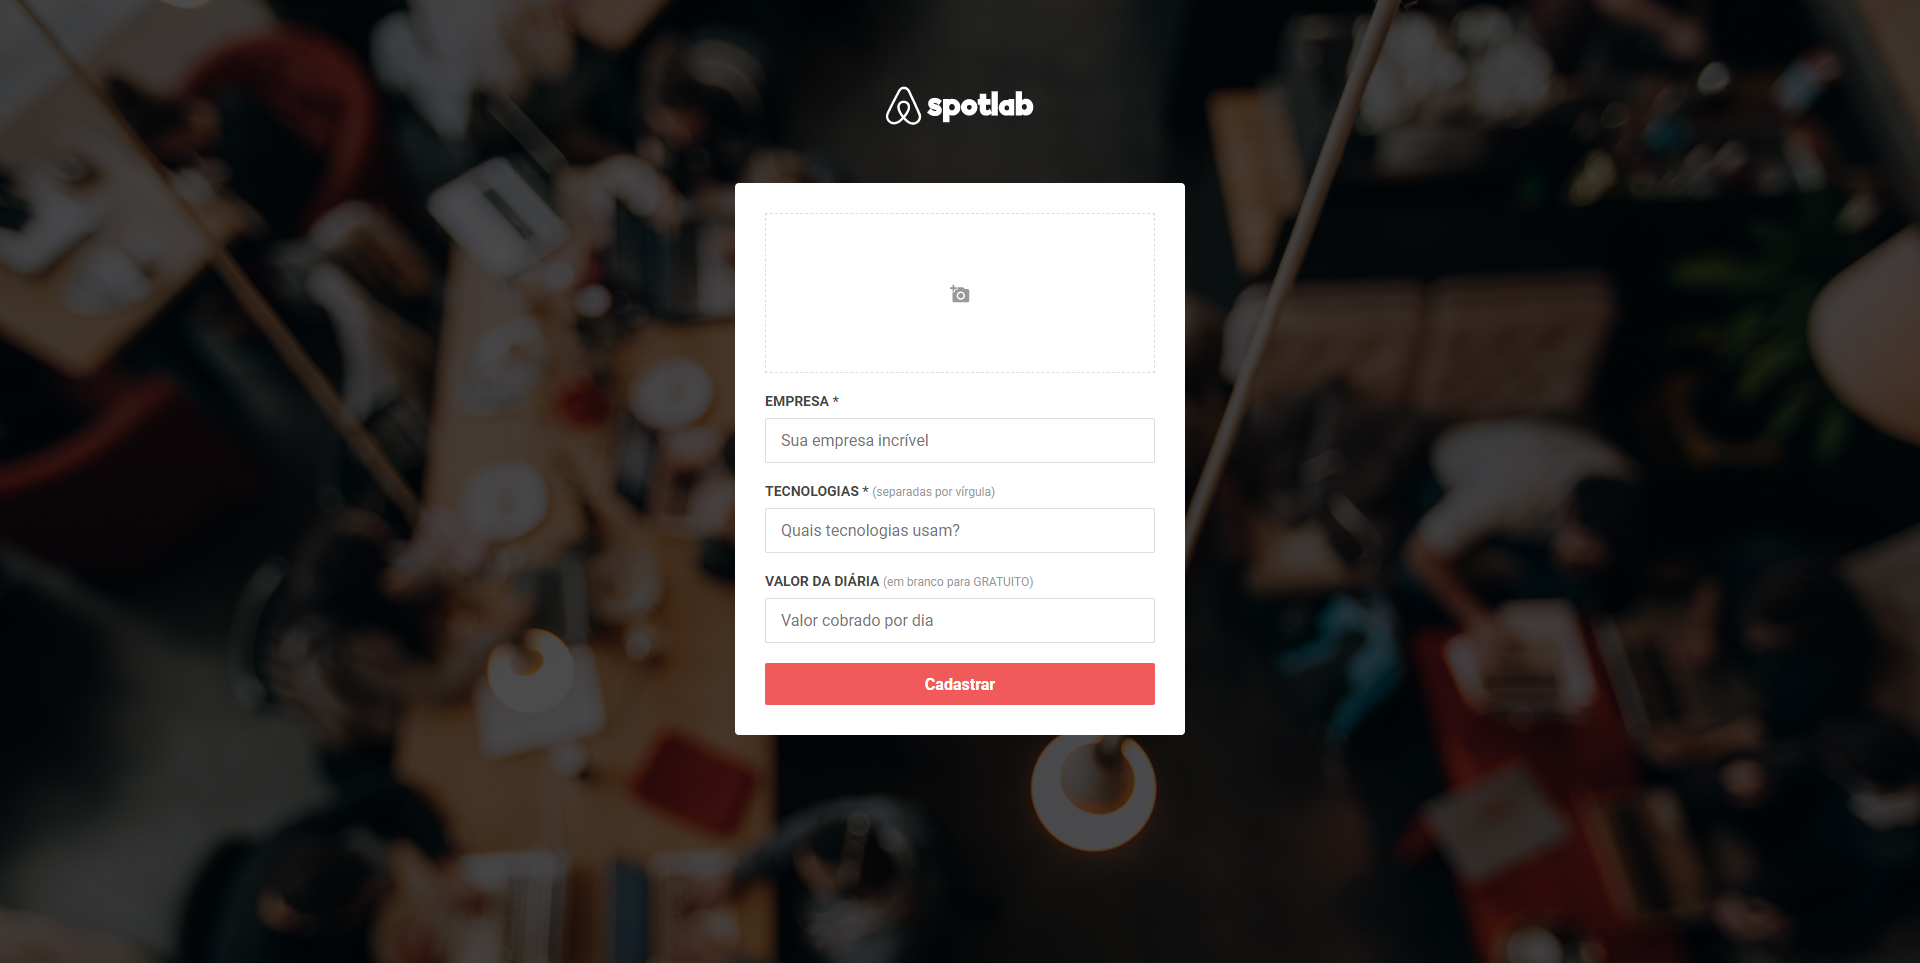 spotlab
EMPRESA *
Sua empresa incrível
TECNOLOGIAS * (separadas por vírgula)
Quais tecnologias usam?
VALOR DA DIÁRIA (em branco para GRATUITO)
Valor cobrado por dia
Cadastrar